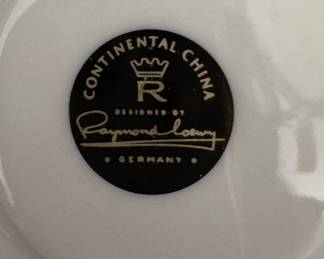 CONTINENTAL CHINA
R
DESIGNED BY
Raymond Loewy
• GERMANY •